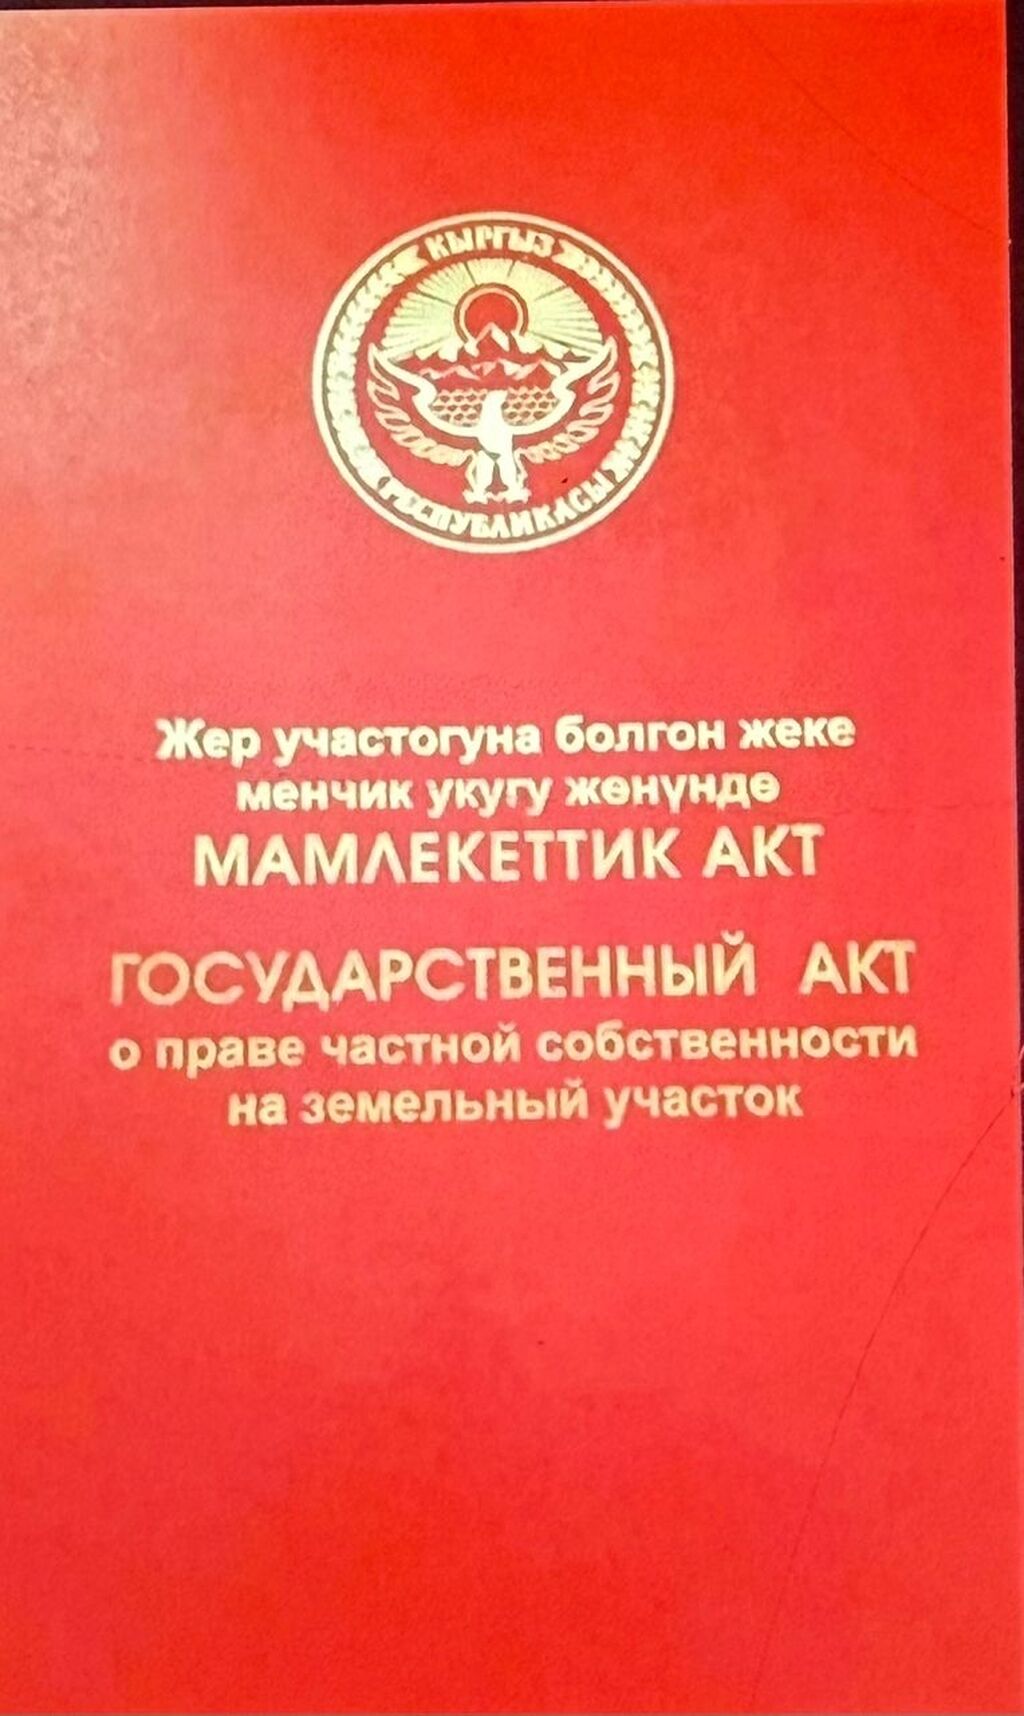 КЫРГЫЗ
РЕСПУБЛИКАСЫ
Жер участогуна болгон жеке
менчик укугу жөнүндө
МАМЛЕКЕТТИК АКТ
ГОСУДАРСТВЕННЫЙ АКТ
о праве частной собственности
на земельный участок